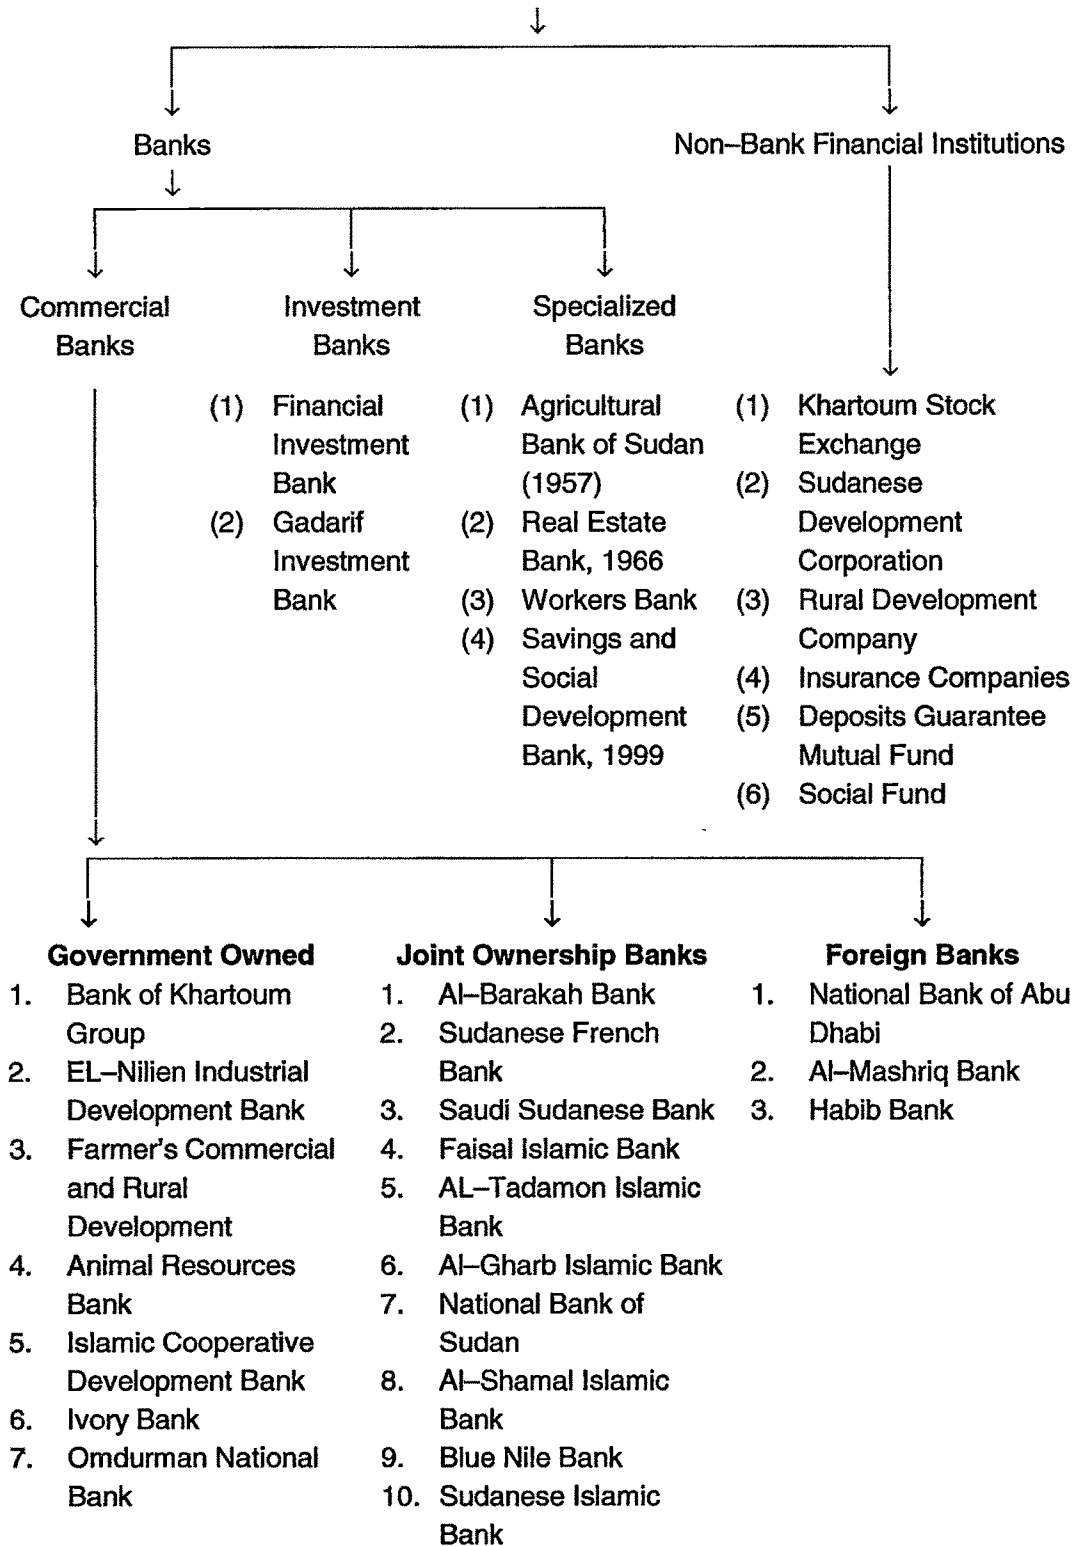 Banks
Non–Bank Financial Institutions
Commercial
Banks
Investment
Banks
Specialized
Banks
(1) Financial
Investment
Bank
(2) Gadarif
Investment
Bank
(1) Agricultural
Bank of Sudan
(1957)
(2) Real Estate
Bank, 1966
(3) Workers Bank
(4) Savings and
Social
Development
Bank, 1999
(1) Khartoum Stock
Exchange
(2) Sudanese
Development
Corporation
(3) Rural Development
Company
(4) Insurance Companies
(5) Deposits Guarantee
Mutual Fund
(6) Social Fund
Government Owned
1. Bank of Khartoum
Group
2. EL–Nilien Industrial
Development Bank
3. Farmer's Commercial
and Rural
Development
4. Animal Resources
Bank
5. Islamic Cooperative
Development Bank
6. Ivory Bank
7. Omdurman National
Bank
Joint Ownership Banks
1. Al–Barakah Bank
2. Sudanese French
Bank
3. Saudi Sudanese Bank
4. Faisal Islamic Bank
5. AL–Tadamon Islamic
Bank
6. Al–Gharb Islamic Bank
7. National Bank of
Sudan
8. Al–Shamal Islamic
Bank
9. Blue Nile Bank
10. Sudanese Islamic
Bank
Foreign Banks
1. National Bank of Abu
Dhabi
2. Al–Mashriq Bank
3. Habib Bank